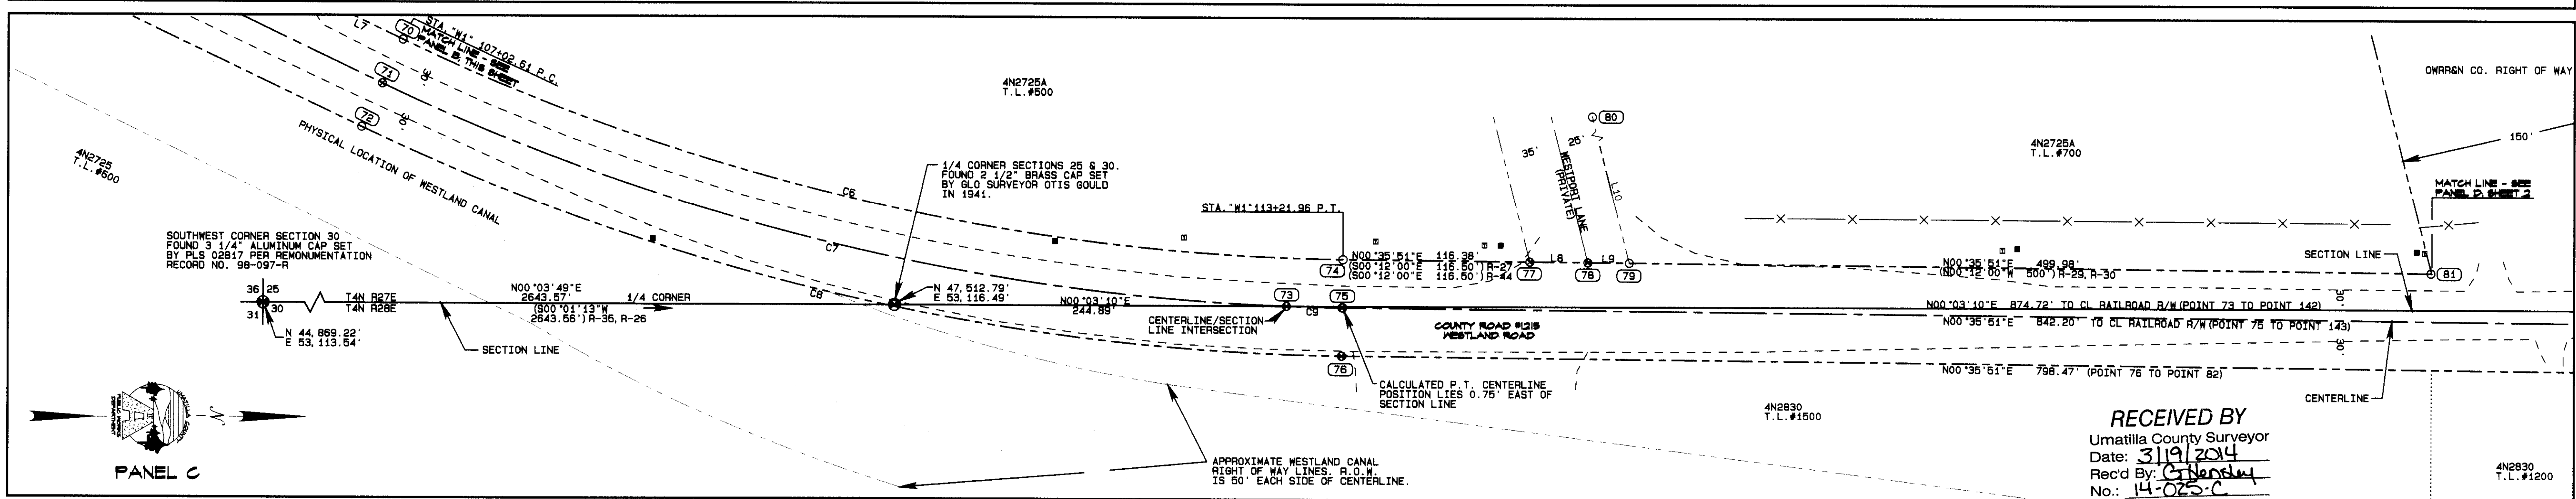 L7
70
STA. "W1" 107+02.61 P.C.
MATCH LINE - SEE
PANEL B, THIS SHEET
71
30'
72
30'
4N2725
T.L.#600
PHYSICAL LOCATION OF WESTLAND CANAL
4N2725A
T.L.#500
C6
C7
C8
1/4 CORNER SECTIONS 25 & 30.
FOUND 2 1/2" BRASS CAP SET
BY GLO SURVEYOR OTIS GOULD
IN 1941.
SOUTHWEST CORNER SECTION 30
FOUND 3 1/4" ALUMINUM CAP SET
BY PLS 02817 PER REMONUMENTATION
RECORD NO. 98-097-R
36 25
31 30
T4N R27E
T4N R28E
N 44,869.22'
E 53,113.54'
SECTION LINE
N00°03'49"E
2643.57' 1/4 CORNER
(S00°01'13"W
2643.56') R-35, R-26
N 47,512.79'
E 53,116.49'
N00°03'10"E
244.89'
CENTERLINE/SECTION
LINE INTERSECTION
73
C9
75
STA. "W1" 113+21.96 P.T.
74
N00°35'51"E 116.38'
(S00°12'00"E 116.50') R-27
(S00°12'00"E 116.50') R-44
76
CALCULATED P.T. CENTERLINE
POSITION LIES 0.75' EAST OF
SECTION LINE
APPROXIMATE WESTLAND CANAL
RIGHT OF WAY LINES. R.O.W.
IS 50' EACH SIDE OF CENTERLINE.
35'
25'
WESTPORT LANE
(PRIVATE)
80
L10
77
L8
78
L9
79
COUNTY ROAD #1215
WESTLAND ROAD
4N2725A
T.L.#700
OWRR&N CO. RIGHT OF WAY
150'
MATCH LINE - SEE
PANEL D, SHEET 2
SECTION LINE
N00°35'51"E 499.98'
(N00°12'00"W 500') R-29, R-30
81
N00°03'10"E 874.72' TO CL RAILROAD R/W (POINT 73 TO POINT 142)
N00°35'51"E 842.20' TO CL RAILROAD R/W (POINT 75 TO POINT 143)
30'
30'
N00°35'51"E 798.47' (POINT 76 TO POINT 82)
CENTERLINE
4N2830
T.L.#1500
4N2830
T.L.#1200
N
PANEL C
RECEIVED BY
Umatilla County Surveyor
Date: 3/19/2014
Rec'd By: G Hensley
No.: 14-025-C